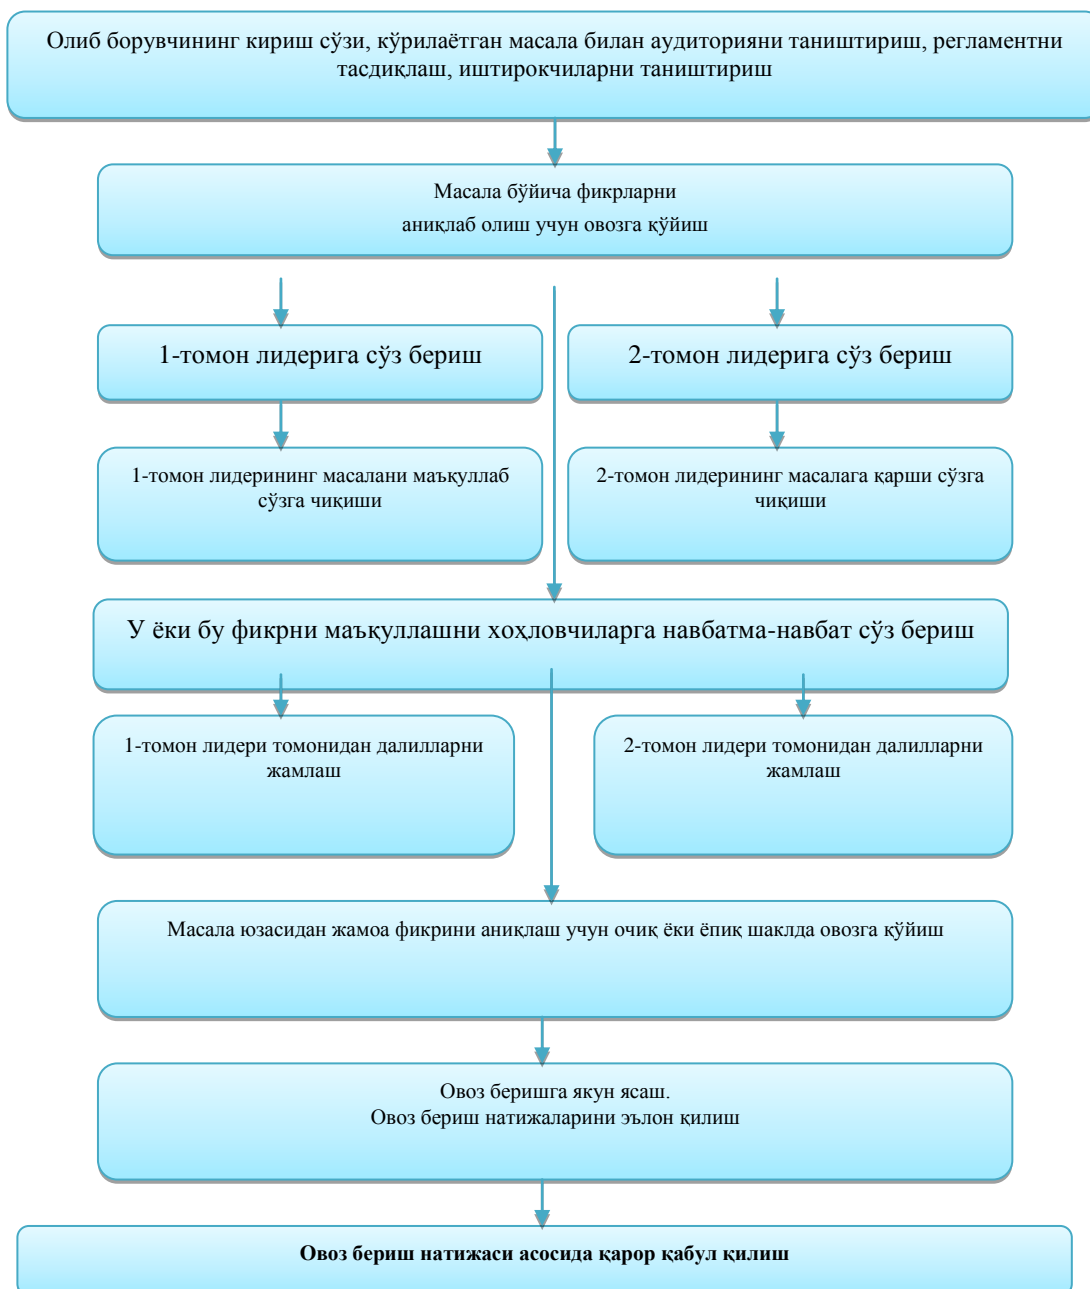 Олиб борувчининг кириш сўзи, кўрилаётган масала билан аудиторияни таништириш, регламентни
тасдиқлаш, иштирокчиларни таништириш
Масала бўйича фикрларни
аниқлаб олиш учун овозга қўйиш
1-томон лидерига сўз бериш
2-томон лидерига сўз бериш
1-томон лидерининг масалани маъқуллаб
сўзга чиқиши
2-томон лидерининг масалага қарши сўзга
чиқиши
У ёки бу фикрни маъқуллашни хоҳловчиларга навбатма-навбат сўз бериш
1-томон лидери томонидан далилларни
жамлаш
2-томон лидери томонидан далилларни
жамлаш
Масала юзасидан жамоа фикрини аниқлаш учун очиқ ёки ёпиқ шаклда овозга қўйиш
Овоз беришга якун ясаш.
Овоз бериш натижаларини эълон қилиш
Овоз бериш натижаси асосида қарор қабул қилиш